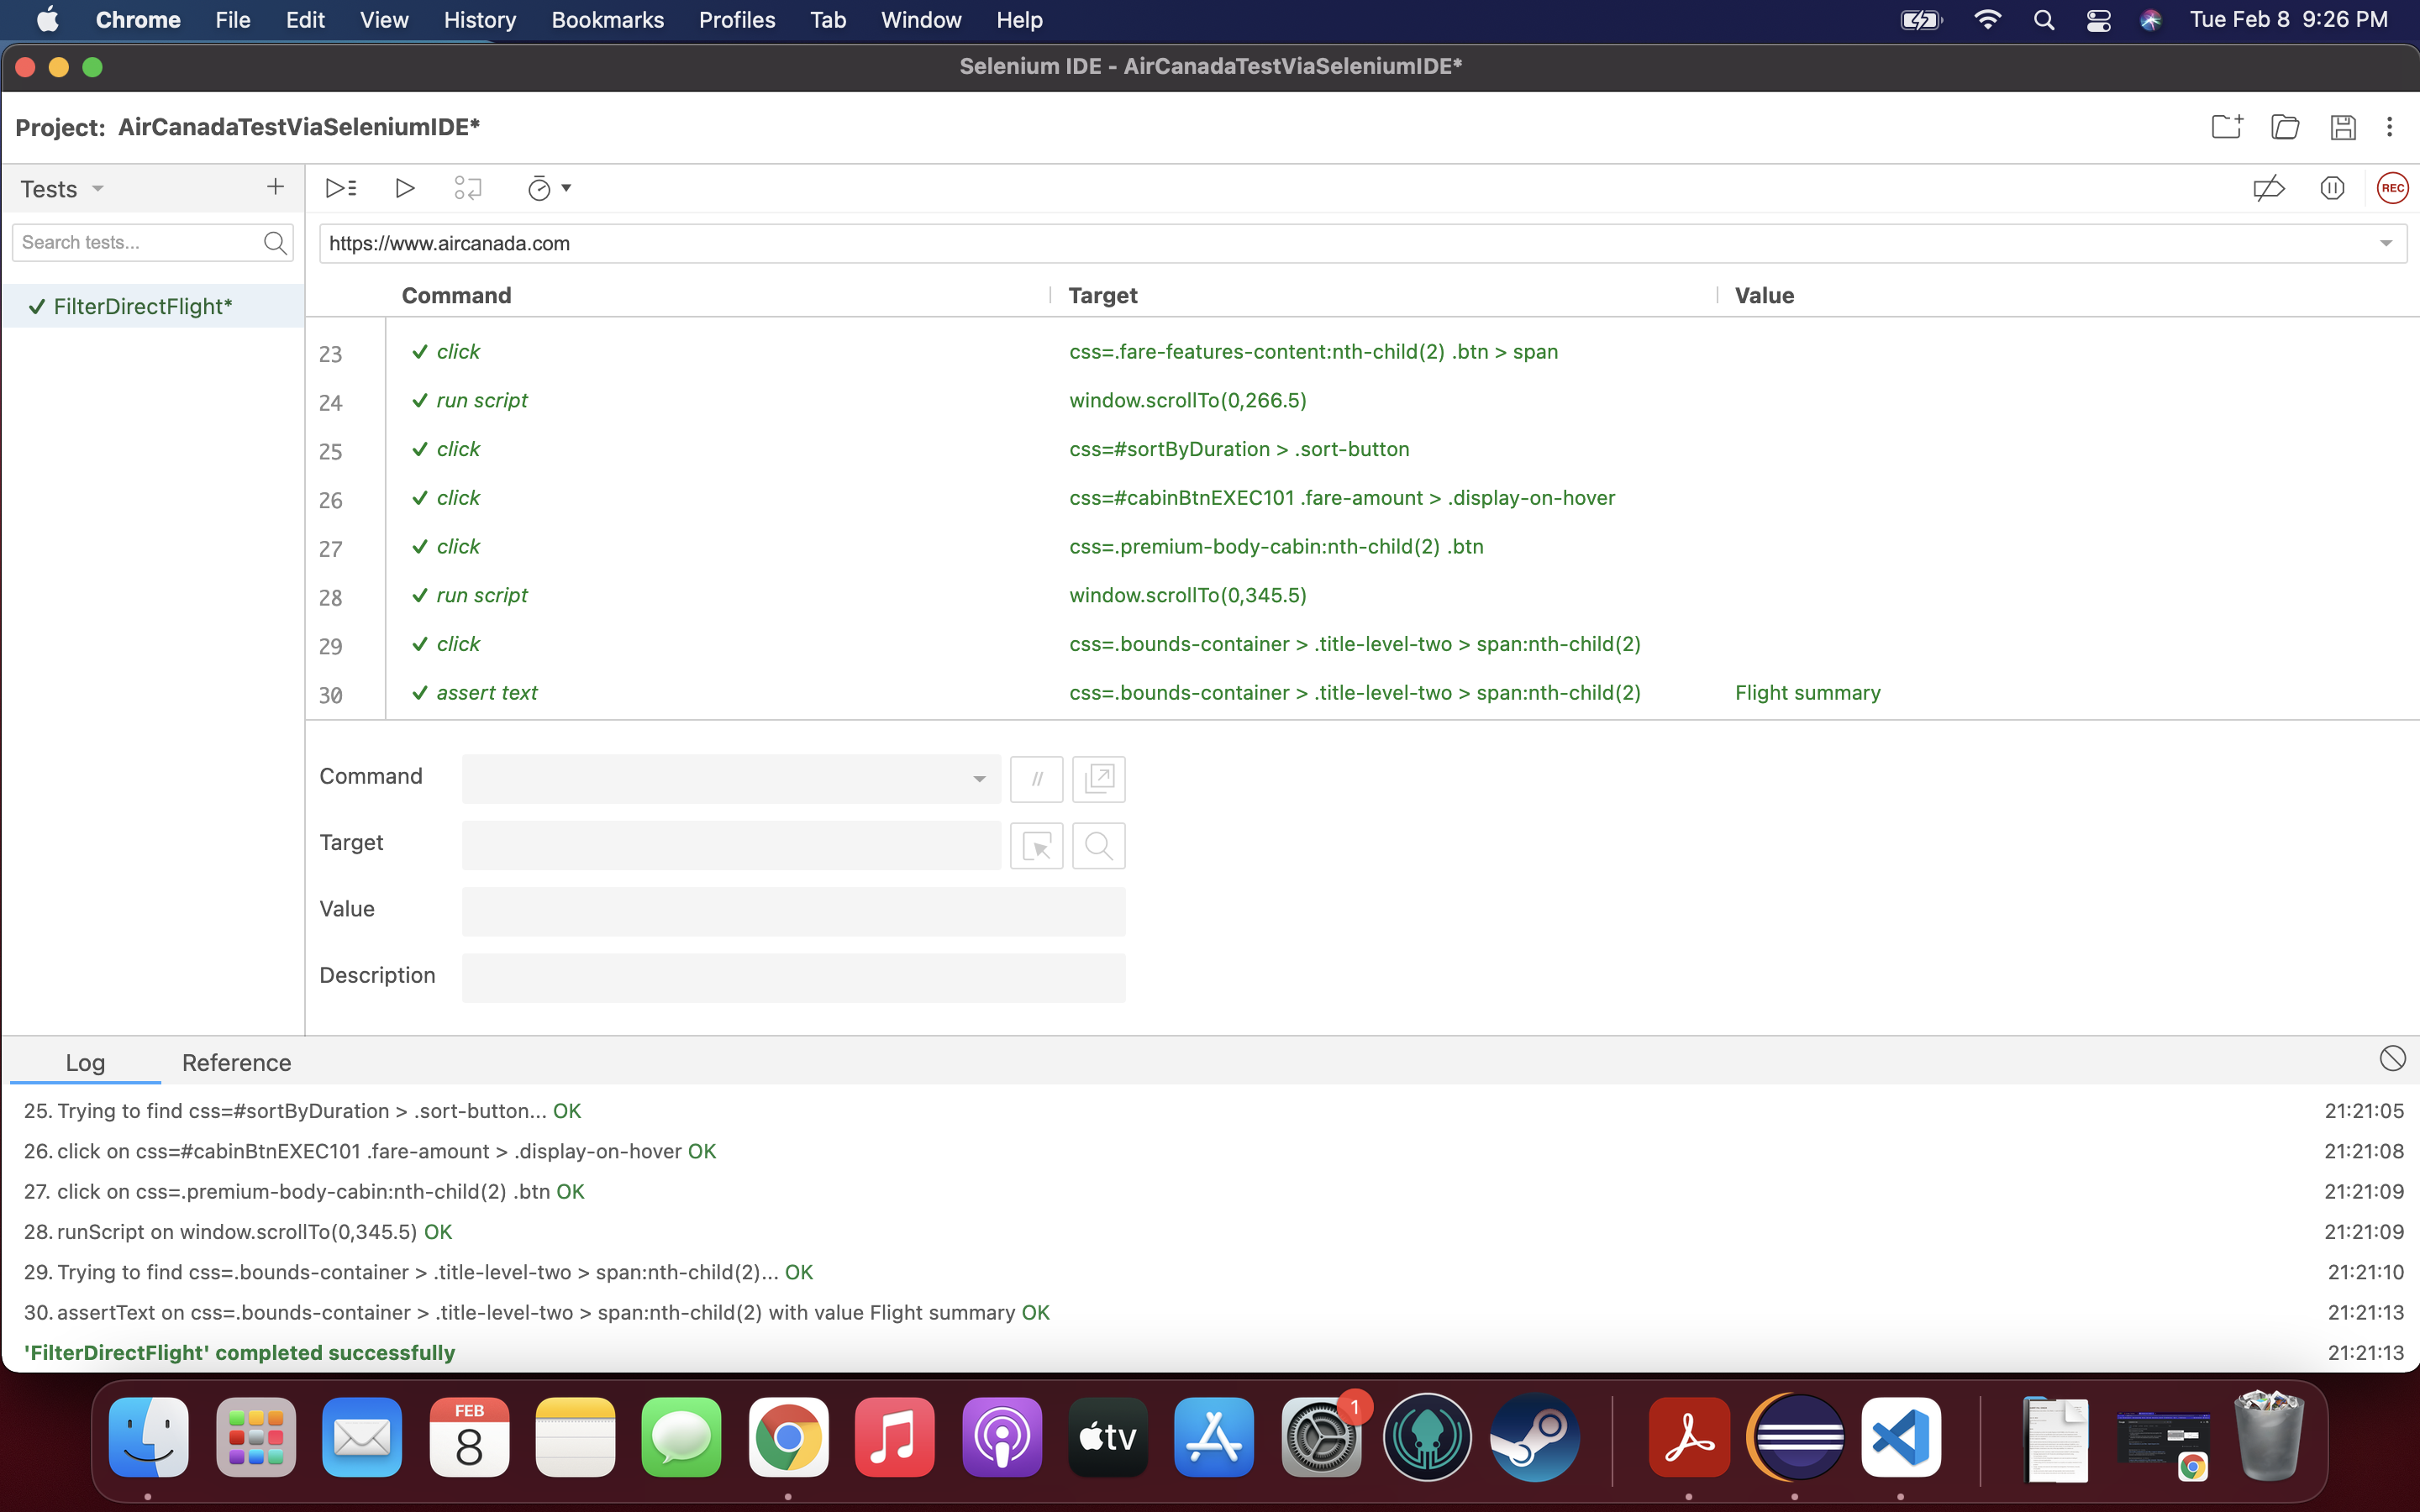 Chrome File Edit View History Bookmarks Profiles Tab Window Help Tue Feb 8 9:26 PM
Selenium IDE - AirCanadaTestViaSeleniumIDE*
Project: AirCanadaTestViaSeleniumIDE*
Tests
REC
Search tests...
https://www.aircanada.com
Command Target Value
FilterDirectFlight*
23 click css=.fare-features-content:nth-child(2) .btn > span
24 run script window.scrollTo(0,266.5)
25 click css=#sortByDuration > .sort-button
26 click css=#cabinBtnEXEC101 .fare-amount > .display-on-hover
27 click css=.premium-body-cabin:nth-child(2) .btn
28 run script window.scrollTo(0,345.5)
29 click css=.bounds-container > .title-level-two > span:nth-child(2)
30 assert text css=.bounds-container > .title-level-two > span:nth-child(2) Flight summary
Command //
Target
Value
Description
Log Reference
25. Trying to find css=#sortByDuration > .sort-button... OK 21:21:05
26. click on css=#cabinBtnEXEC101 .fare-amount > .display-on-hover OK 21:21:08
27. click on css=.premium-body-cabin:nth-child(2) .btn OK 21:21:09
28. runScript on window.scrollTo(0,345.5) OK 21:21:09
29. Trying to find css=.bounds-container > .title-level-two > span:nth-child(2)... OK 21:21:10
30. assertText on css=.bounds-container > .title-level-two > span:nth-child(2) with value Flight summary OK 21:21:13
'FilterDirectFlight' completed successfully 21:21:13
FEB
8
tv
1